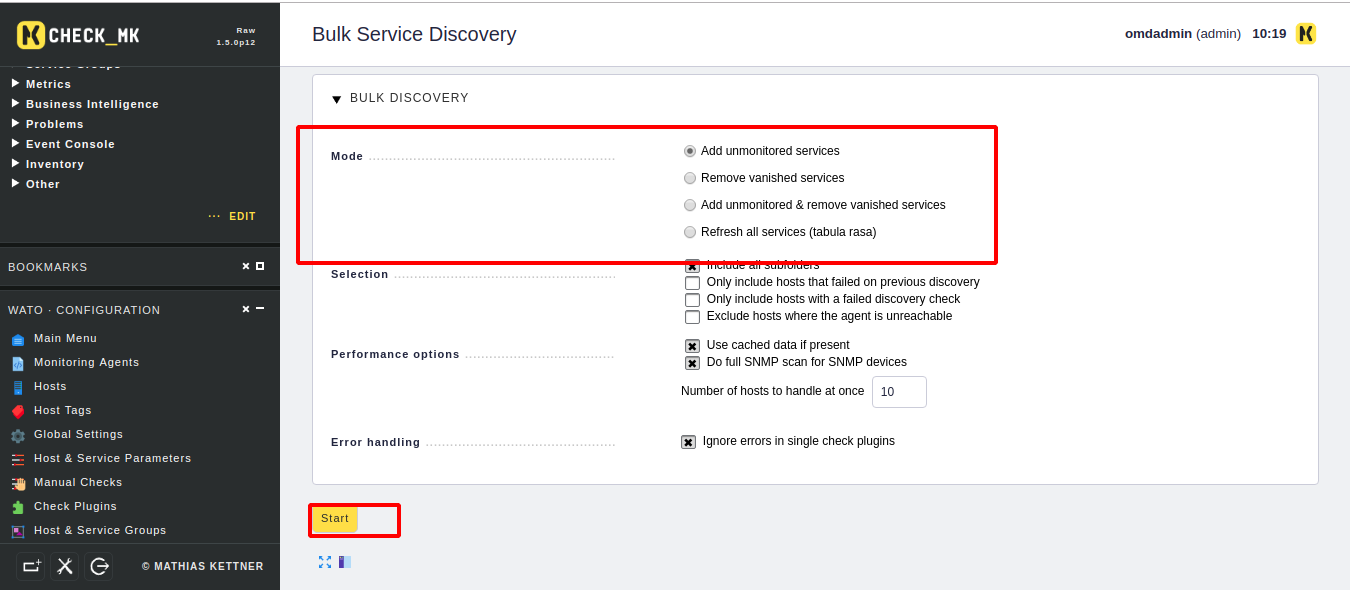 CHECK_MK
Raw
1.5.0p12
Bulk Service Discovery
omdadmin (admin) 10:19
Service Groups
Metrics
Business Intelligence
Problems
Event Console
Inventory
Other
EDIT
BOOKMARKS
WATO · CONFIGURATION
Main Menu
Monitoring Agents
Hosts
Host Tags
Global Settings
Host & Service Parameters
Manual Checks
Check Plugins
Host & Service Groups
© MATHIAS KETTNER
BULK DISCOVERY
Mode
Add unmonitored services
Remove vanished services
Add unmonitored & remove vanished services
Refresh all services (tabula rasa)
Selection
Include all subfolders
Only include hosts that failed on previous discovery
Only include hosts with a failed discovery check
Exclude hosts where the agent is unreachable
Performance options
Use cached data if present
Do full SNMP scan for SNMP devices
Number of hosts to handle at once 10
Error handling
Ignore errors in single check plugins
Start